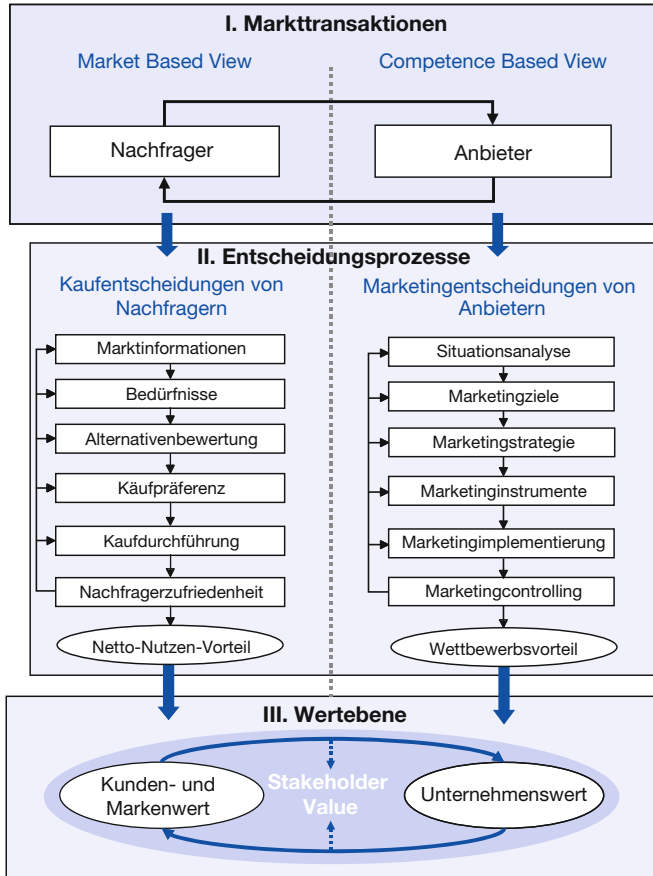 I. Markttransaktionen
Market Based View
Competence Based View
Nachfrager
Anbieter
II. Entscheidungsprozesse
Kaufentscheidungen von
Nachfragern
Marketingentscheidungen von
Anbietern
Marktinformationen
Bedürfnisse
Alternativenbewertung
Käufpräferenz
Kaufdurchführung
Nachfragerzufriedenheit
Netto-Nutzen-Vorteil
Situationsanalyse
Marketingziele
Marketingstrategie
Marketinginstrumente
Marketingimplementierung
Marketingcontrolling
Wettbewerbsvorteil
III. Wertebene
Kunden- und
Markenwert
Stakeholder
Value
Unternehmenswert